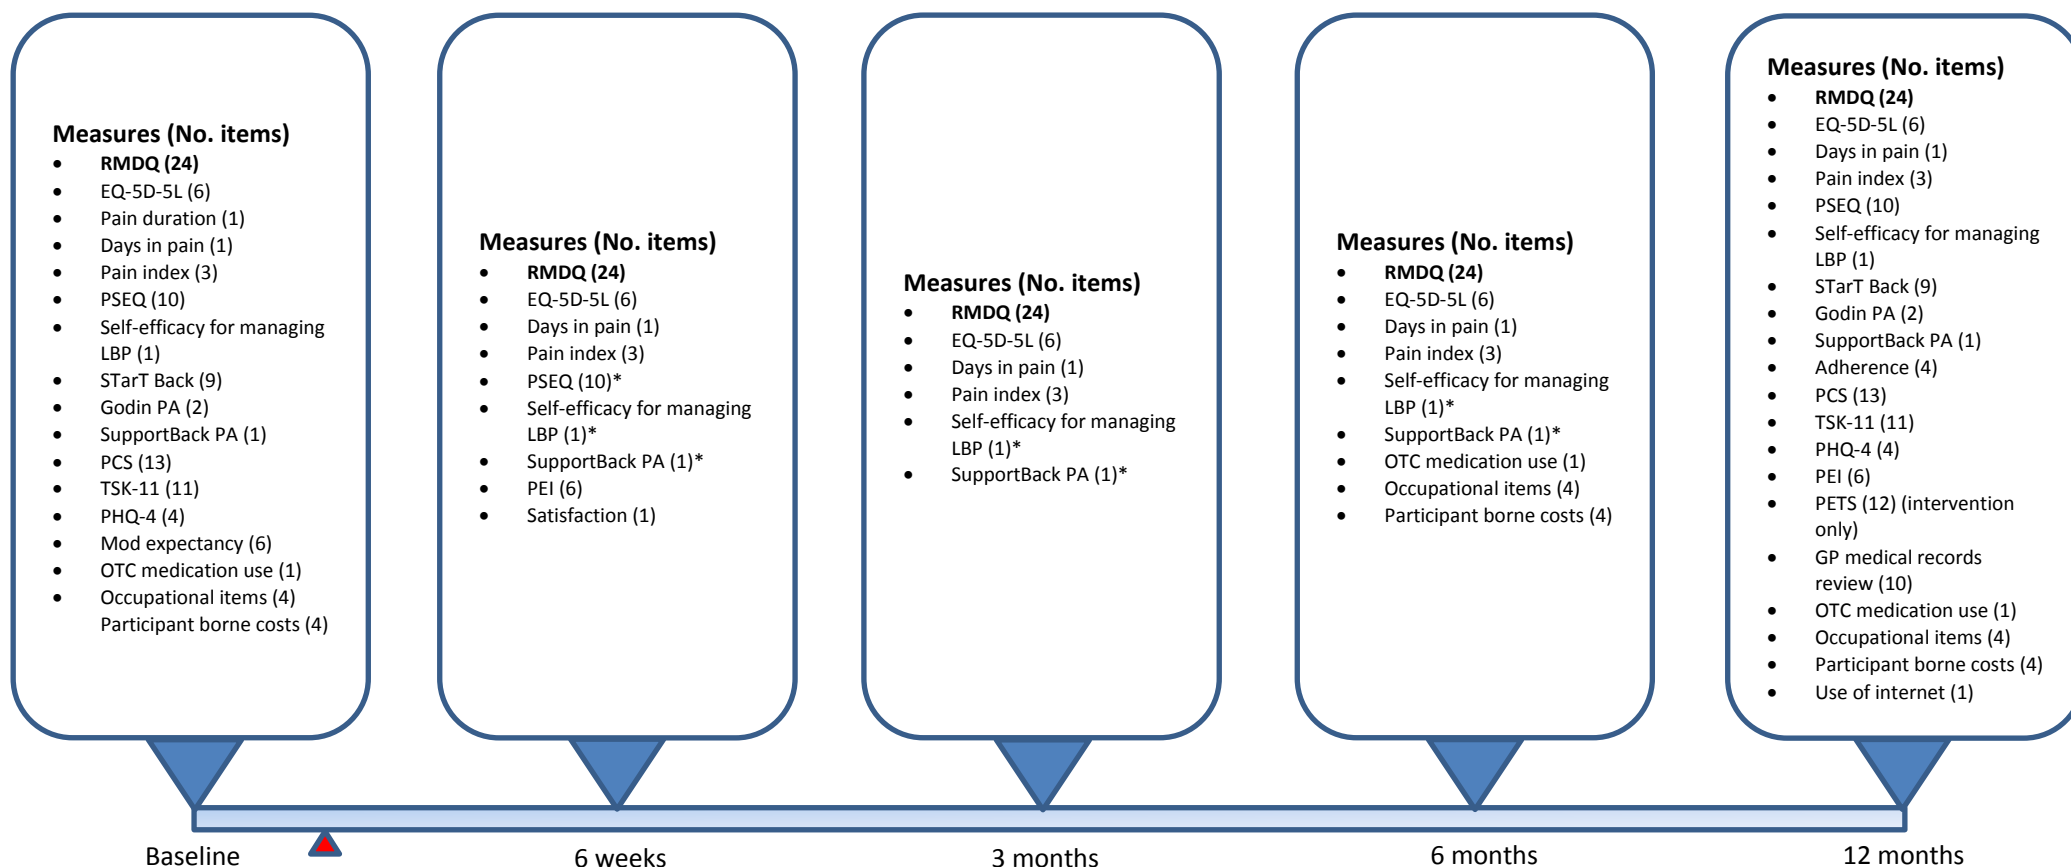 Measures (No. items)
• RMDQ (24)
• EQ-5D-5L (6)
• Pain duration (1)
• Days in pain (1)
• Pain index (3)
• PSEQ (10)
• Self-efficacy for managing
LBP (1)
• STarT Back (9)
• Godin PA (2)
• SupportBack PA (1)
• PCS (13)
• TSK-11 (11)
• PHQ-4 (4)
• Mod expectancy (6)
• OTC medication use (1)
• Occupational items (4)
Participant borne costs (4)
Measures (No. items)
• RMDQ (24)
• EQ-5D-5L (6)
• Days in pain (1)
• Pain index (3)
• PSEQ (10)*
• Self-efficacy for managing
LBP (1)*
• SupportBack PA (1)*
• PEI (6)
• Satisfaction (1)
Measures (No. items)
• RMDQ (24)
• EQ-5D-5L (6)
• Days in pain (1)
• Pain index (3)
• Self-efficacy for managing
LBP (1)*
• SupportBack PA (1)*
Measures (No. items)
• RMDQ (24)
• EQ-5D-5L (6)
• Days in pain (1)
• Pain index (3)
• Self-efficacy for managing
LBP (1)*
• SupportBack PA (1)*
• OTC medication use (1)
• Occupational items (4)
• Participant borne costs (4)
Measures (No. items)
• RMDQ (24)
• EQ-5D-5L (6)
• Days in pain (1)
• Pain index (3)
• PSEQ (10)
• Self-efficacy for managing
LBP (1)
• STarT Back (9)
• Godin PA (2)
• SupportBack PA (1)
• Adherence (4)
• PCS (13)
• TSK-11 (11)
• PHQ-4 (4)
• PEI (6)
• PETS (12) (intervention
only)
• GP medical records
review (10)
• OTC medication use (1)
• Occupational items (4)
• Participant borne costs (4)
• Use of internet (1)
Baseline
6 weeks
3 months
6 months
12 months